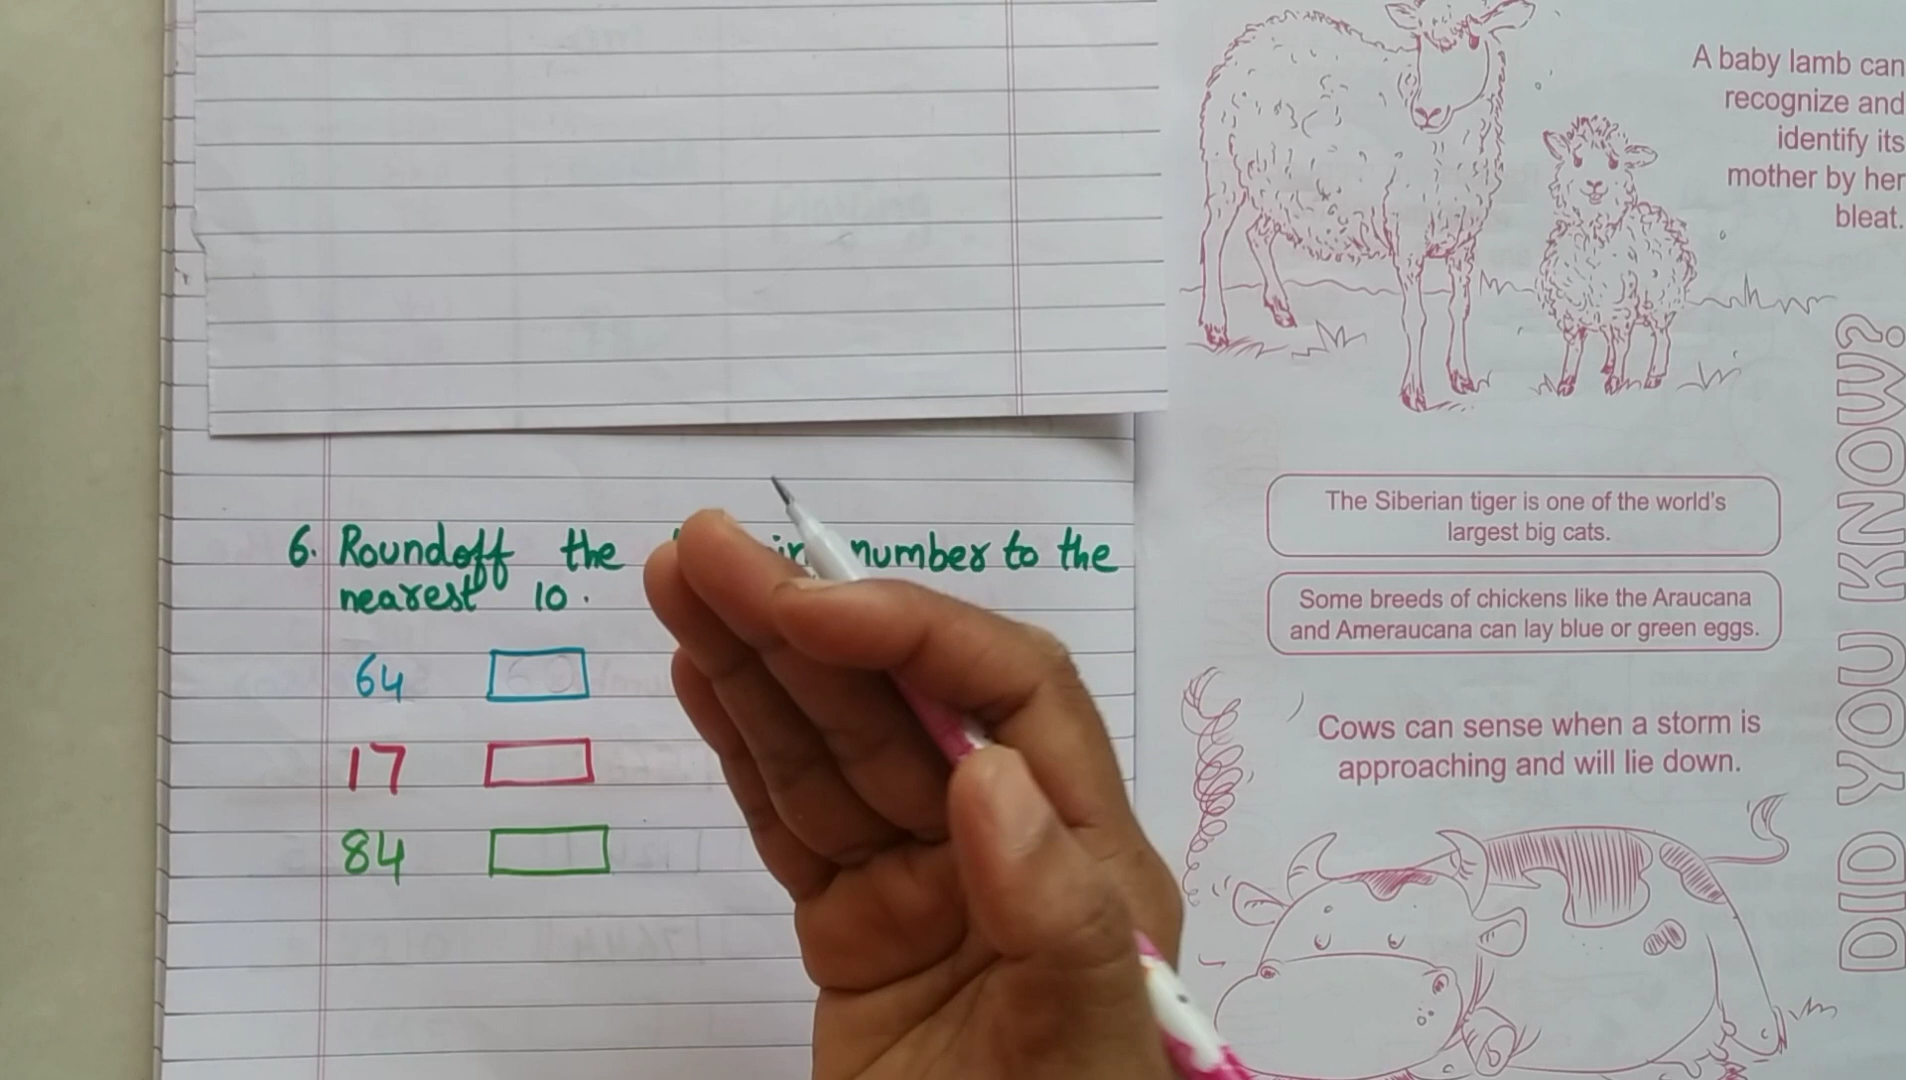 6. Roundoff the number to the
nearest 10.
64
17
84
A baby lamb can
recognize and
identify its
mother by her
bleat.
The Siberian tiger is one of the world's
largest big cats.
Some breeds of chickens like the Araucana
and Ameraucana can lay blue or green eggs.
Cows can sense when a storm is
approaching and will lie down.
DID YOU KNOW?